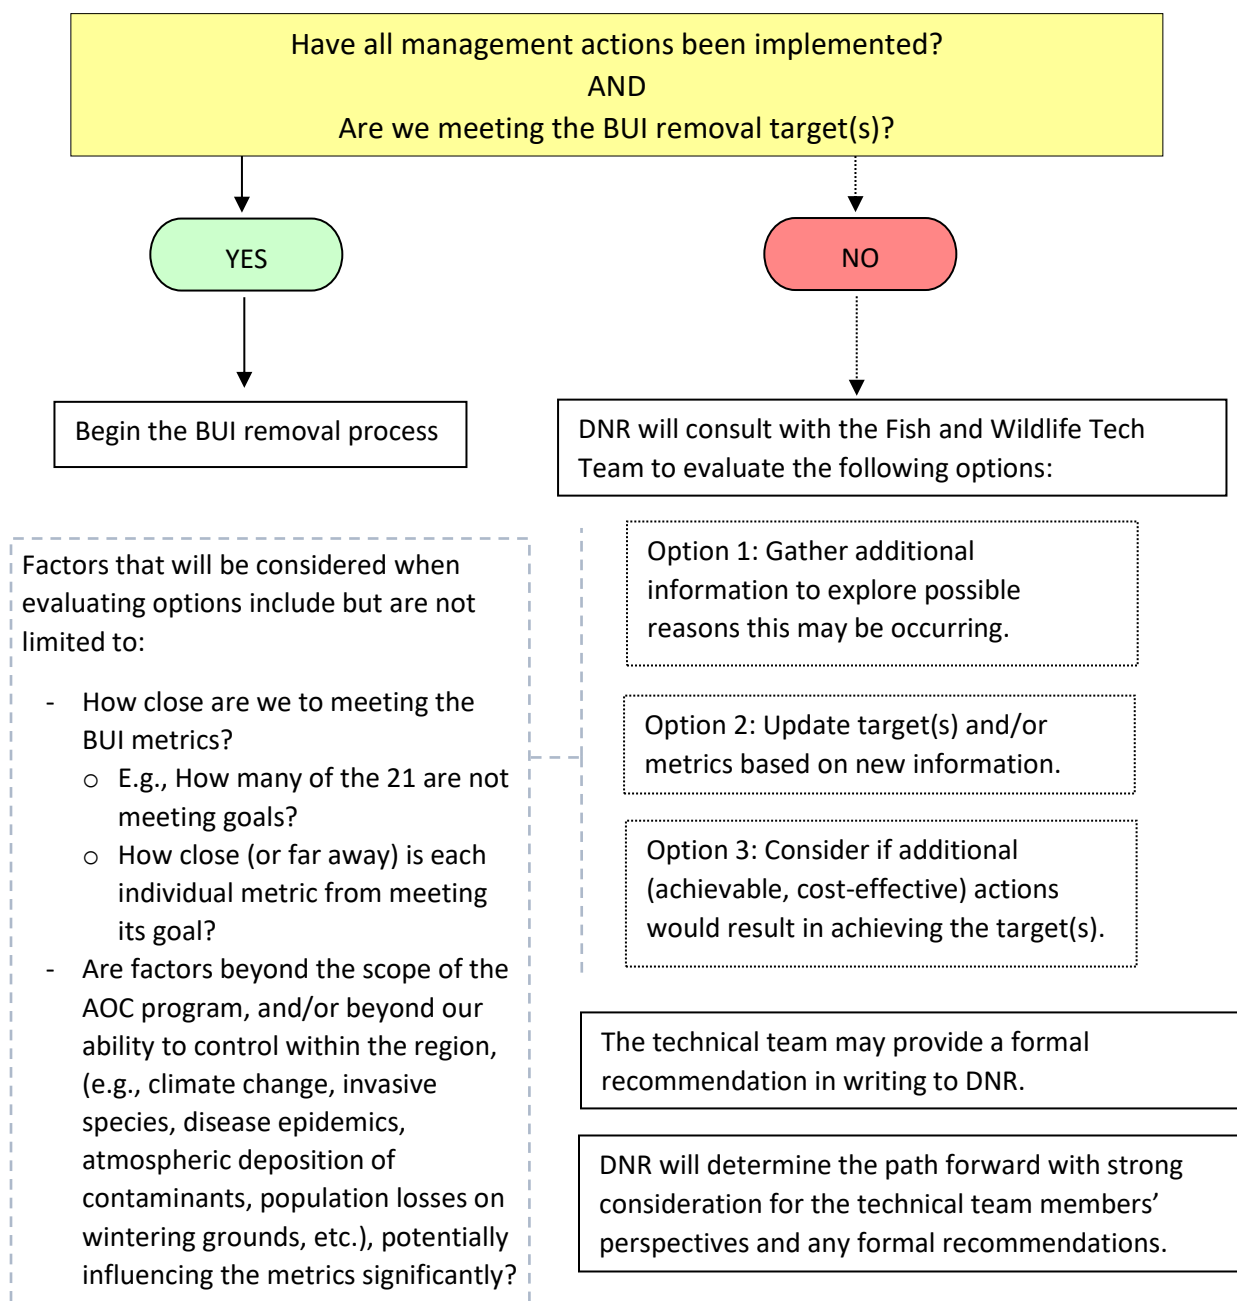 Have all management actions been implemented?
AND
Are we meeting the BUI removal target(s)?
YES
NO
Begin the BUI removal process
DNR will consult with the Fish and Wildlife Tech
Team to evaluate the following options:
Factors that will be considered when
evaluating options include but are not
limited to:
- How close are we to meeting the
BUI metrics?
o E.g., How many of the 21 are not
meeting goals?
o How close (or far away) is each
individual metric from meeting
its goal?
- Are factors beyond the scope of the
AOC program, and/or beyond our
ability to control within the region,
(e.g., climate change, invasive
species, disease epidemics,
atmospheric deposition of
contaminants, population losses on
wintering grounds, etc.), potentially
influencing the metrics significantly?
Option 1: Gather additional
information to explore possible
reasons this may be occurring.
Option 2: Update target(s) and/or
metrics based on new information.
Option 3: Consider if additional
(achievable, cost-effective) actions
would result in achieving the target(s).
The technical team may provide a formal
recommendation in writing to DNR.
DNR will determine the path forward with strong
consideration for the technical team members’
perspectives and any formal recommendations.